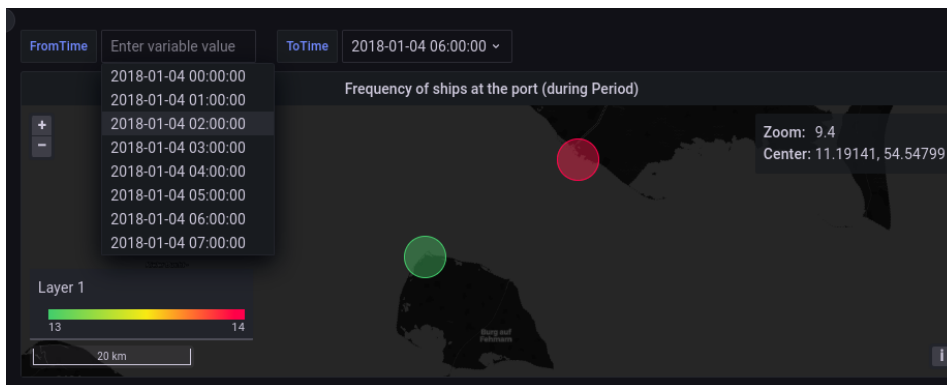 FromTime Enter variable value ToTime 2018-01-04 06:00:00
2018-01-04 00:00:00
2018-01-04 01:00:00
2018-01-04 02:00:00
2018-01-04 03:00:00
2018-01-04 04:00:00
2018-01-04 05:00:00
2018-01-04 06:00:00
2018-01-04 07:00:00
Frequency of ships at the port (during Period)
+
−
Zoom: 9.4
Center: 11.19141, 54.54799
Layer 1
13 14
20 km
Burg auf
Fehmarn
i